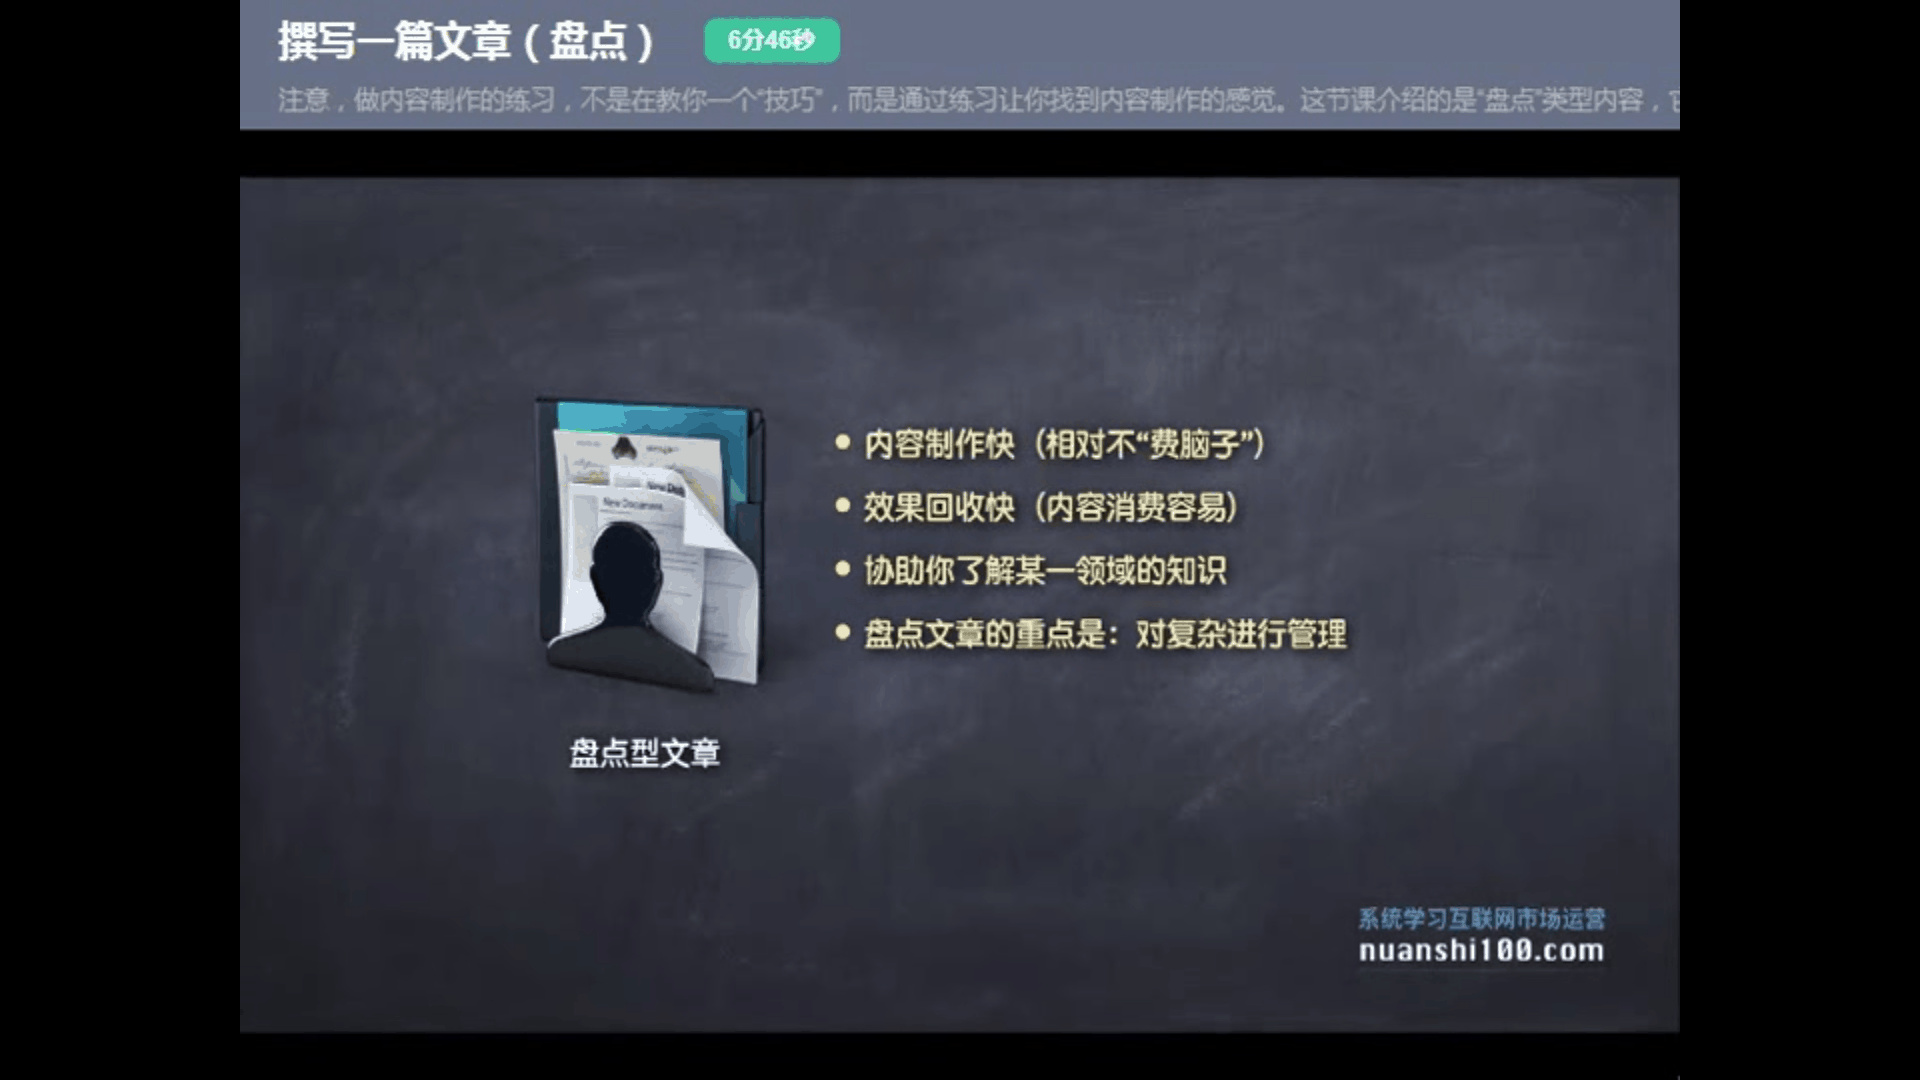 撰写一篇文章（盘点）
6分46秒
注意，做内容制作的练习，不是在教你一个“技巧”，而是通过练习让你找到内容制作的感觉。这节课介绍的是“盘点”类型内容，
New Document
内容制作快（相对不“费脑子”）
效果回收快（内容消费容易）
协助你了解某一领域的知识
盘点文章的重点是：对复杂进行管理
盘点型文章
系统学习互联网市场运营
nuanshi100.com